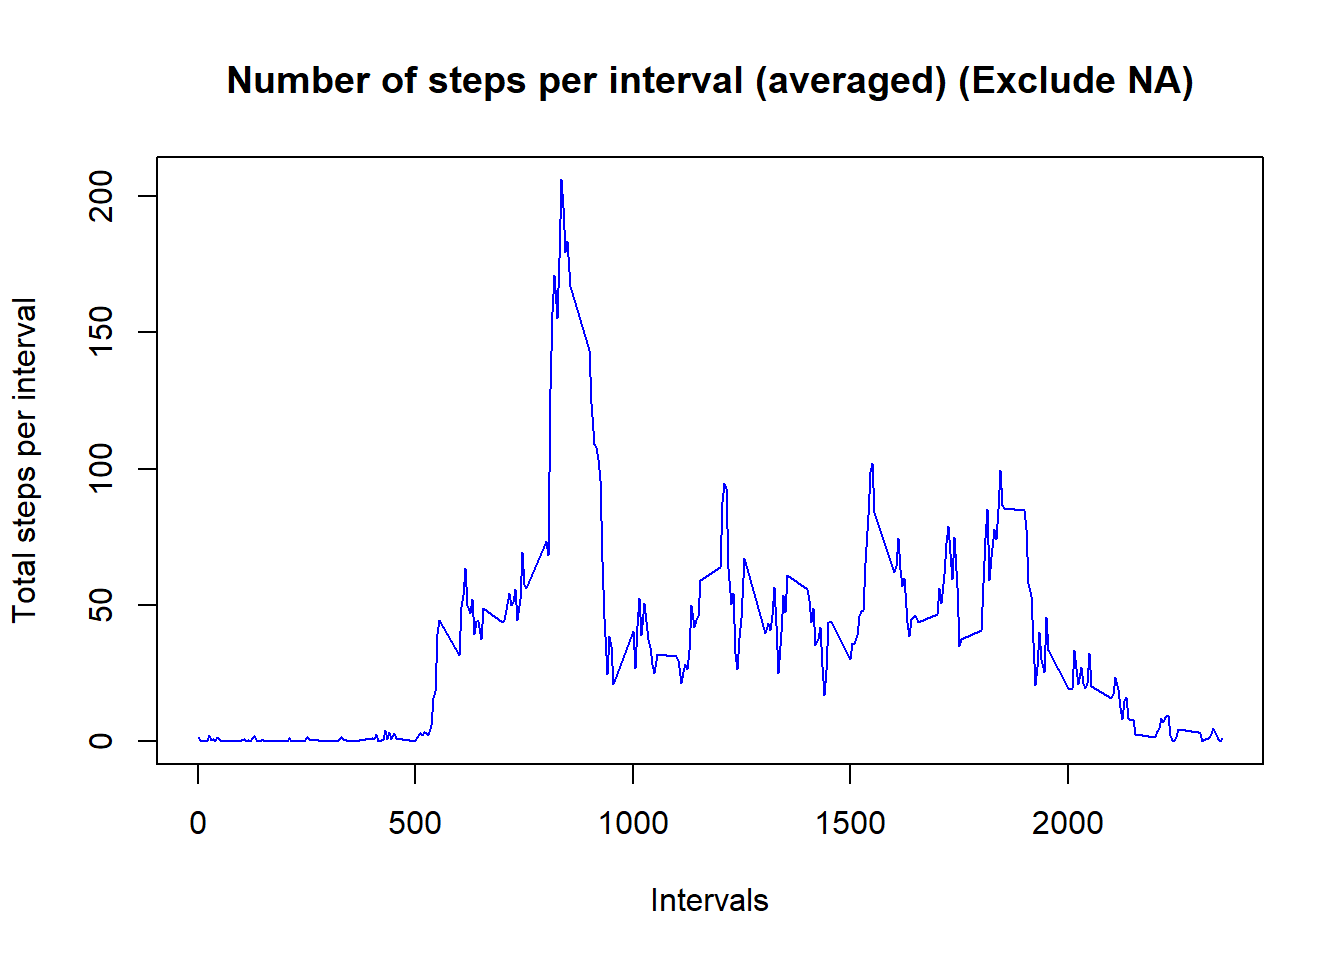 Number of steps per interval (averaged) (Exclude NA)
Total steps per interval
200
150
100
50
0
0 500 1000 1500 2000
Intervals